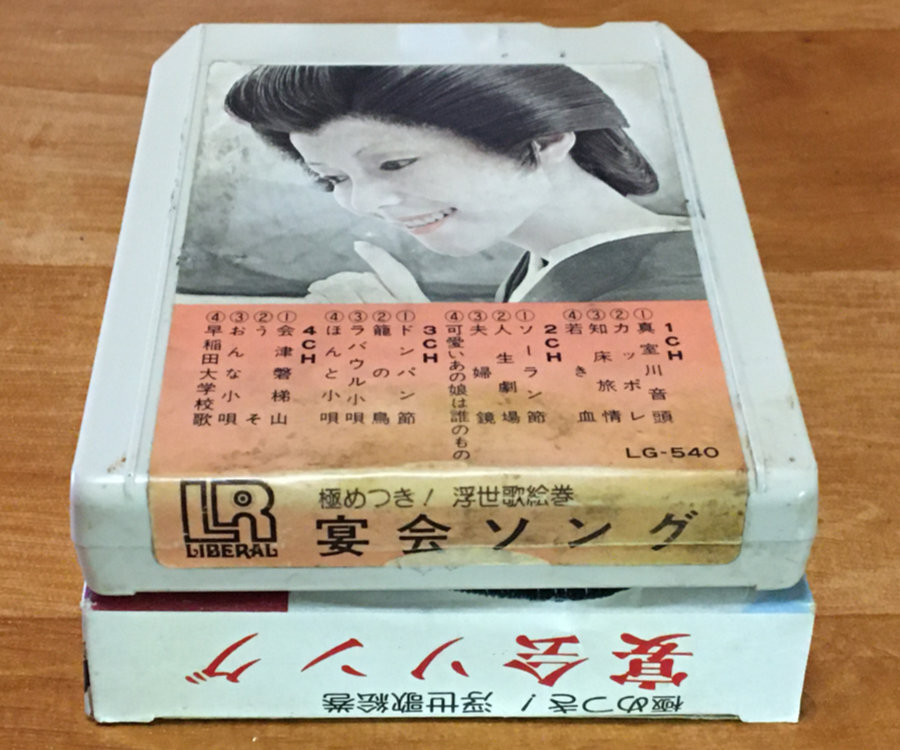 1CH
①真室川音頭
②カッポレ
③知床旅情
④若き血
2CH
①ソーラン節
②人生劇場
③夫婦鏡
④可愛いあの娘は誰のもの
3CH
①ドンパン節
②籠の鳥
③ラバウル小唄
④ほんと小唄
4CH
①会津磐梯山
②うそ
③おんな小唄
④早稲田大学校歌
LG-540
LR
LIBERAL
極めつき! 浮世歌絵巻
宴会ソング
宴会ソング
極めつき! 浮世歌絵巻